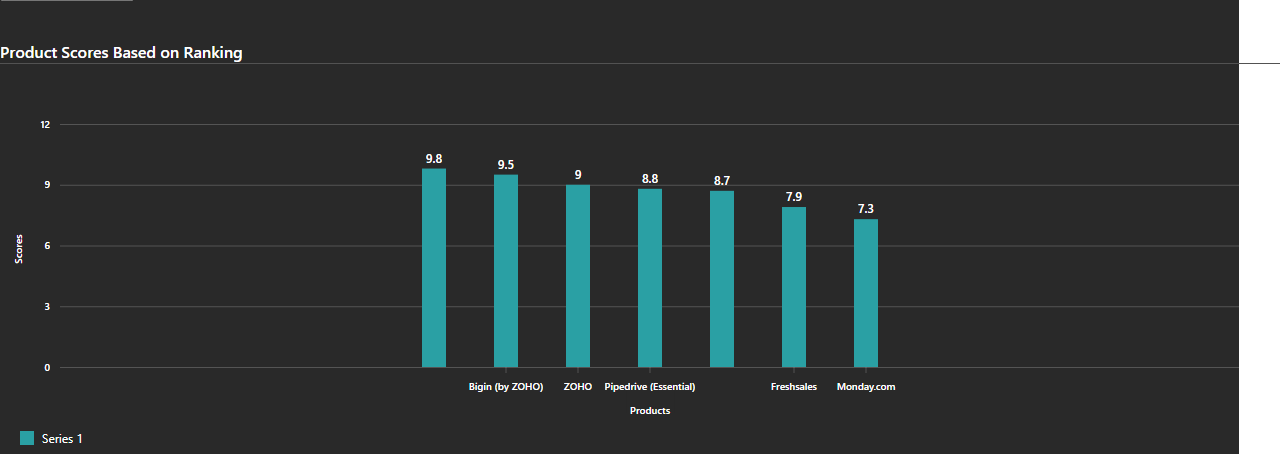 Product Scores Based on Ranking
12
9
6
3
0
Scores
9.8
9.5
9
8.8
8.7
7.9
7.3
Bigin (by ZOHO)
ZOHO
Pipedrive (Essential)
Freshsales
Monday.com
Products
Series 1